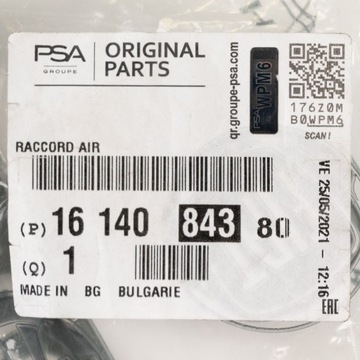 PSA
GROUPE
ORIGINAL
PARTS
qr.groupe-psa.com
PSA WPM6
176Z0M
B0WPM6
SCAN!
RACCORD AIR
(P) 16 140 843 80
(Q) 1
MADE IN BG BULGARIE
VE 25/05/2021 - 12:16
EAC